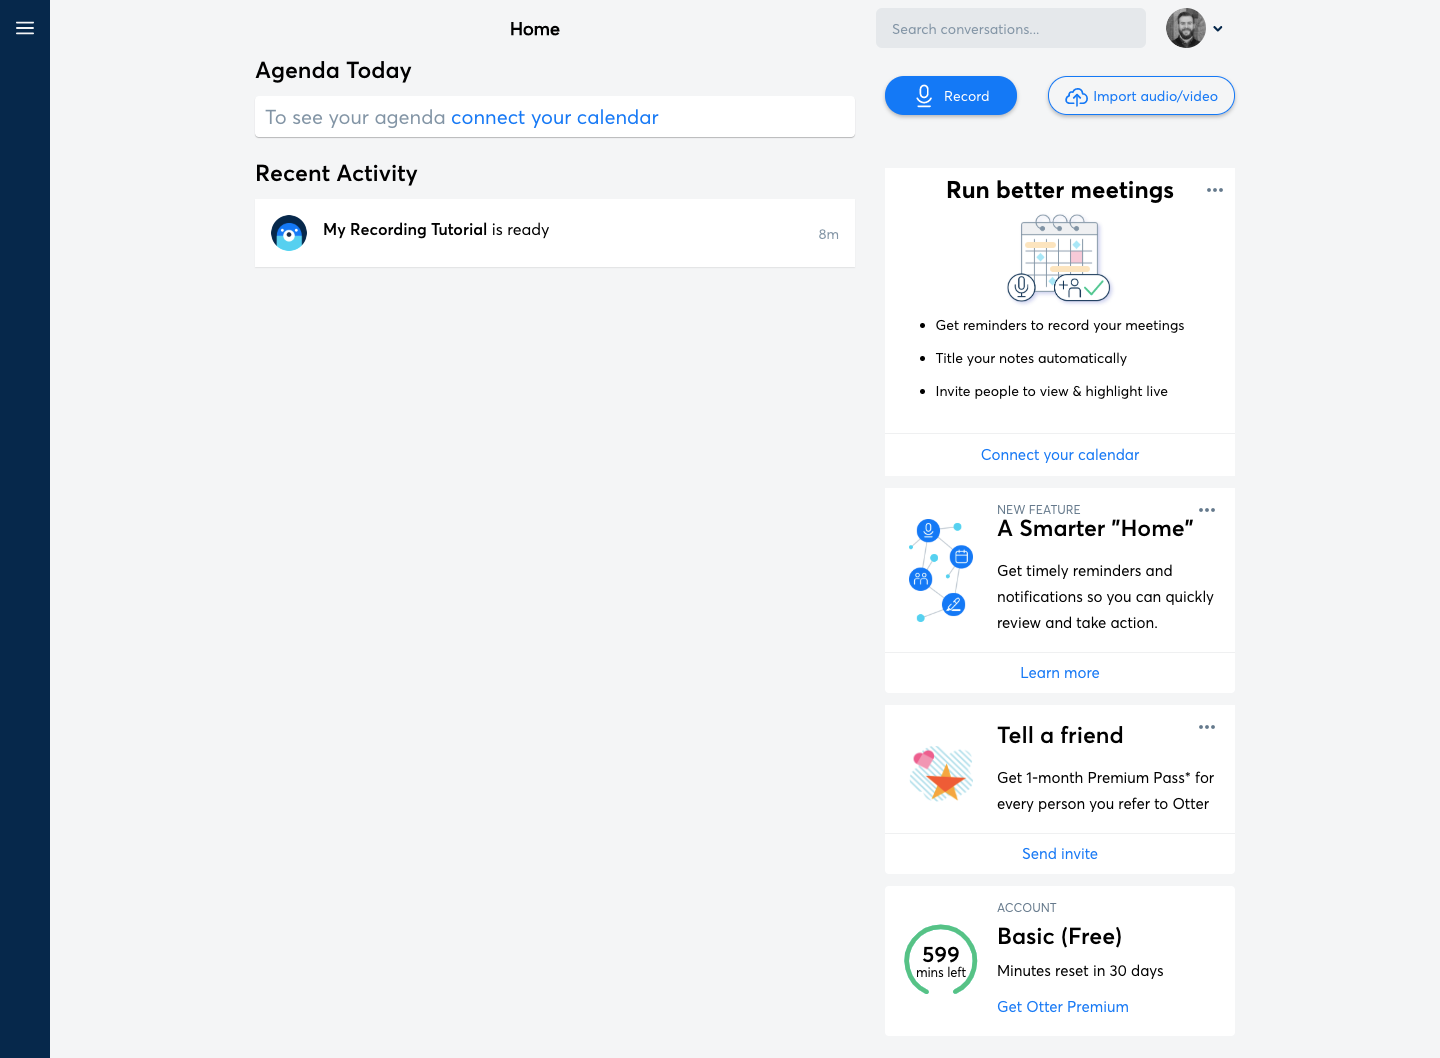 Home
Search conversations...
Agenda Today
To see your agenda connect your calendar
Recent Activity
My Recording Tutorial is ready
8m
Record
Import audio/video
Run better meetings
Get reminders to record your meetings
Title your notes automatically
Invite people to view & highlight live
Connect your calendar
NEW FEATURE
A Smarter "Home"
Get timely reminders and
notifications so you can quickly
review and take action.
Learn more
Tell a friend
Get 1-month Premium Pass* for
every person you refer to Otter
Send invite
ACCOUNT
Basic (Free)
599
mins left
Minutes reset in 30 days
Get Otter Premium